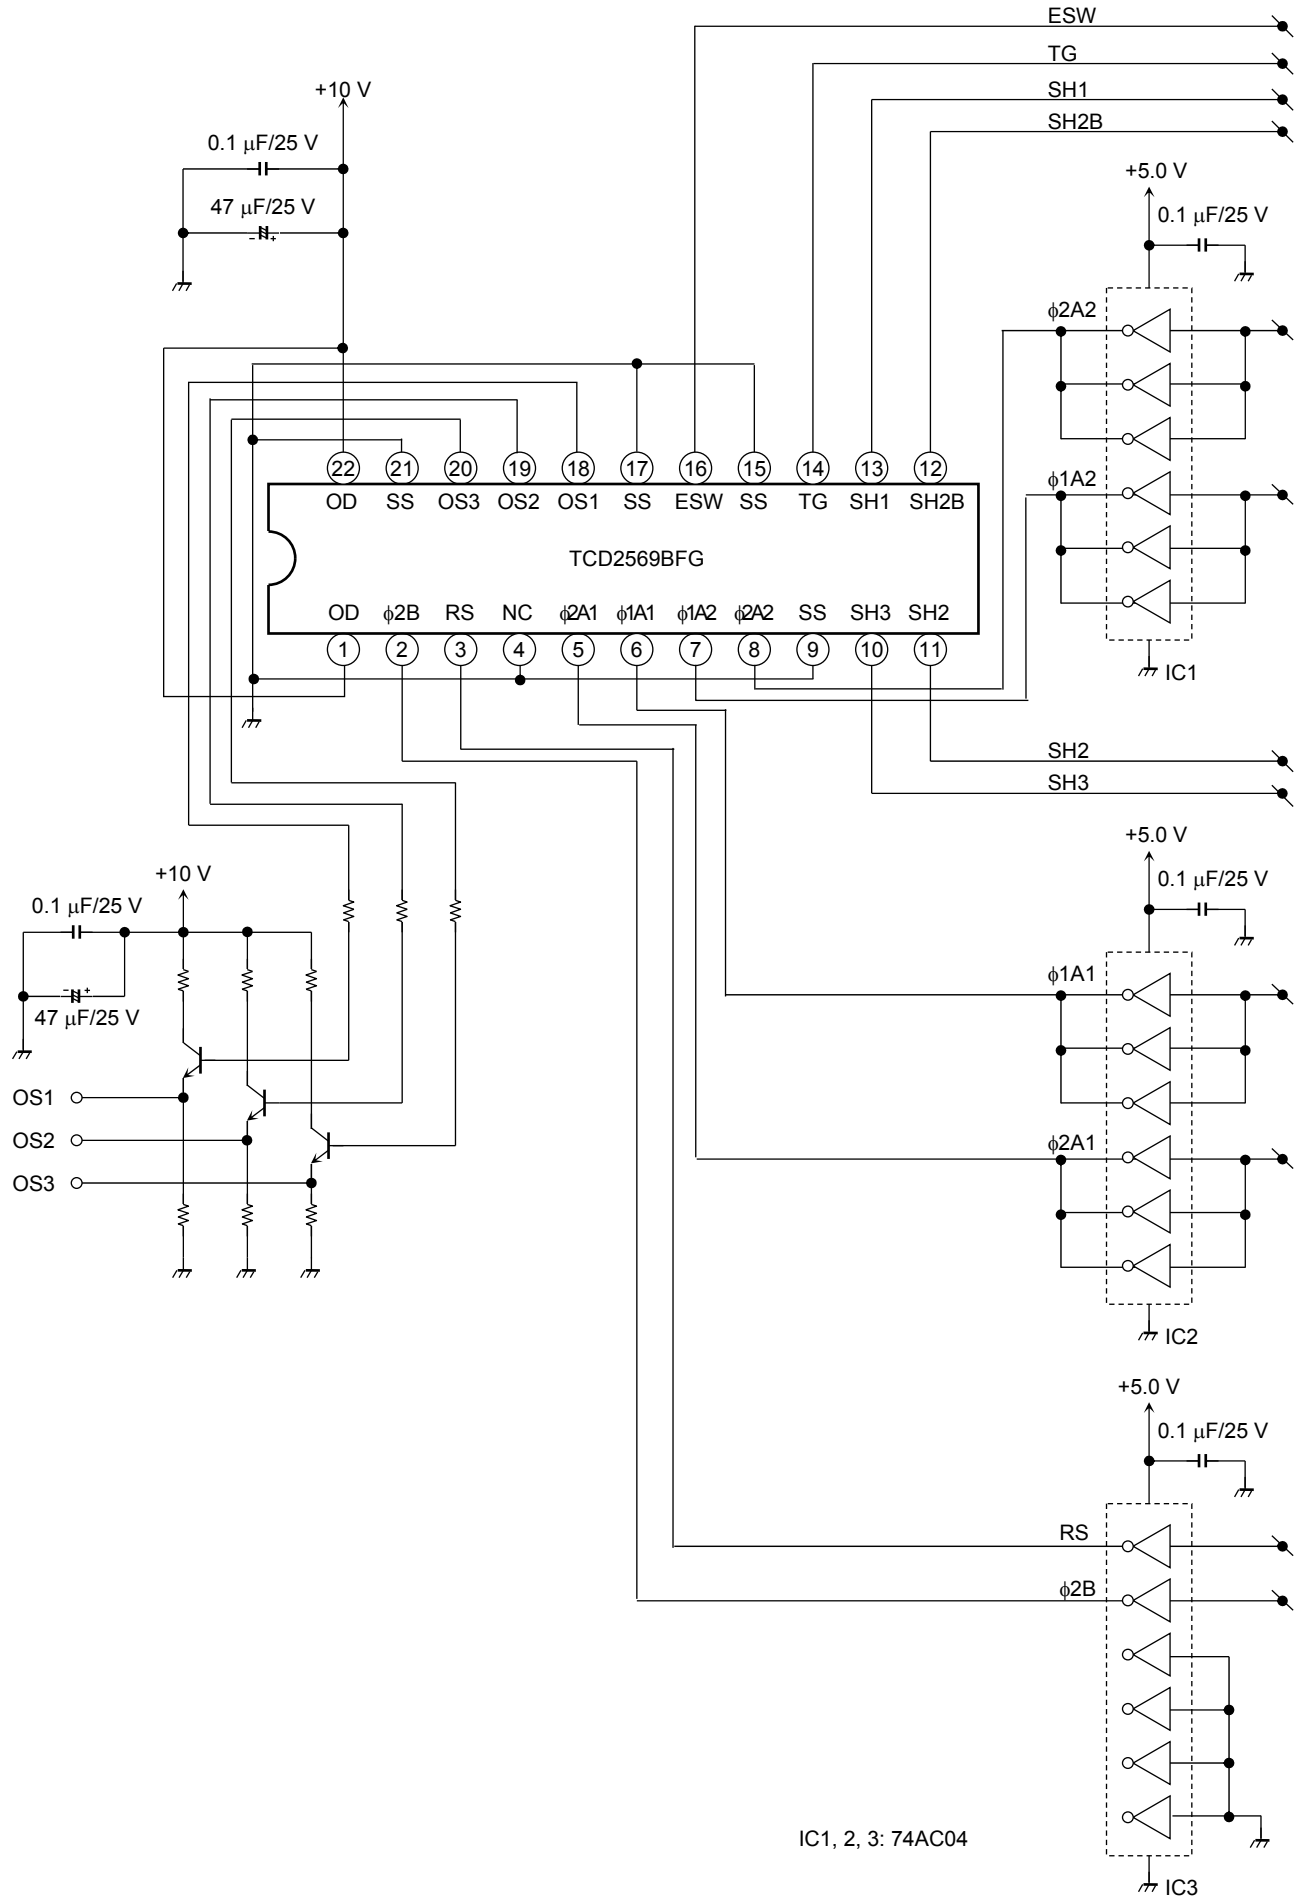 ESW
TG
SH1
SH2B
+10 V
0.1 μF/25 V
47 μF/25 V
+5.0 V
0.1 μF/25 V
ϕ2A2
ϕ1A2
IC1
22 21 20 19 18 17 16 15 14 13 12
OD SS OS3 OS2 OS1 SS ESW SS TG SH1 SH2B
TCD2569BFG
OD ϕ2B RS NC ϕ2A1 ϕ1A1 ϕ1A2 ϕ2A2 SS SH3 SH2
1 2 3 4 5 6 7 8 9 10 11
SH2
SH3
+5.0 V
0.1 μF/25 V
ϕ1A1
ϕ2A1
IC2
+10 V
0.1 μF/25 V
- +
47 μF/25 V
- +
OS1
OS2
OS3
+5.0 V
0.1 μF/25 V
RS
ϕ2B
IC3
IC1, 2, 3: 74AC04